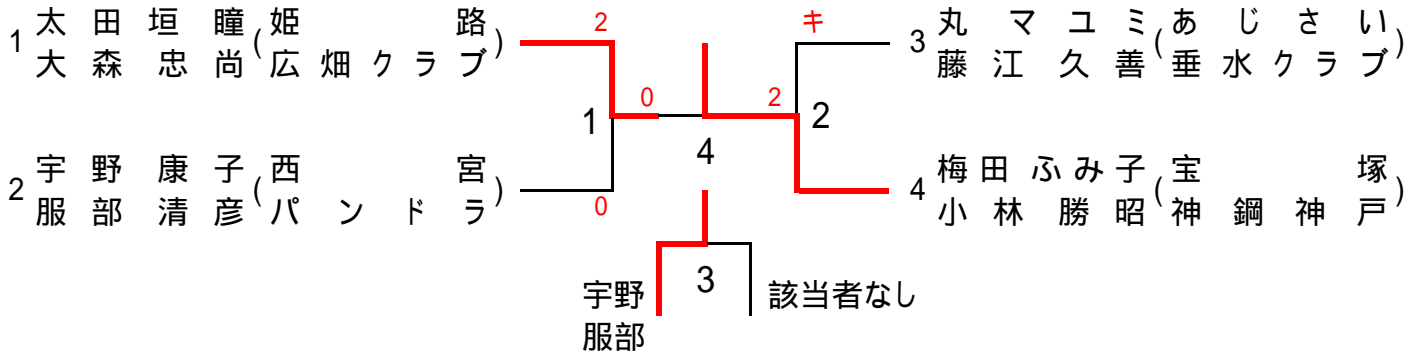 1 太田垣瞳 (姫路
大森忠尚 広畑クラブ)
2
キ
3 丸マユミ (あじさい
藤江久善 垂水クラブ)
0
2
1
2
4
2 宇野康子 (西宮
服部清彦 パンドラ)
0
4 梅田ふみ子 (宝塚
小林勝昭 神鋼神戸)
3
宇野
服部
該当者なし